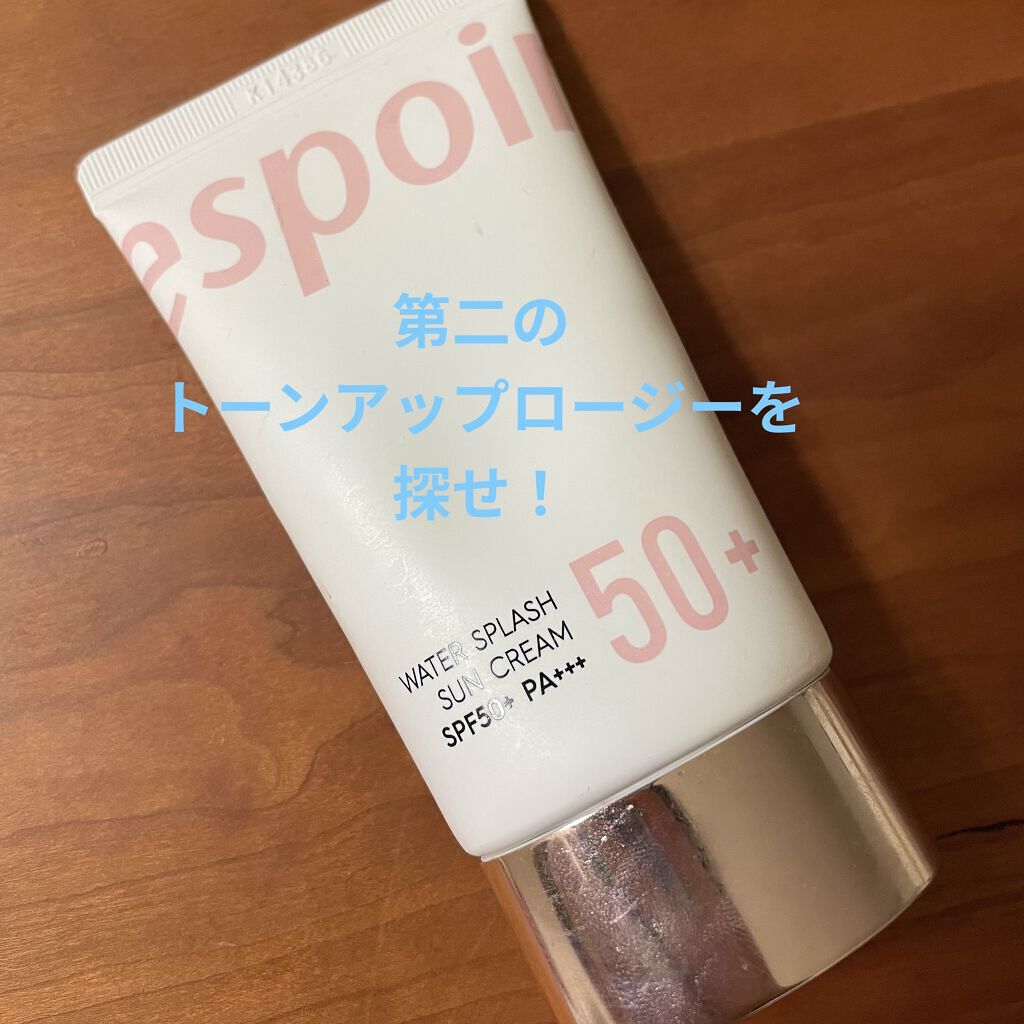 K14386
espoir
第二の
トーンアップロージーを
探せ！
50+
WATER SPLASH
SUN CREAM
SPF50+ PA+++